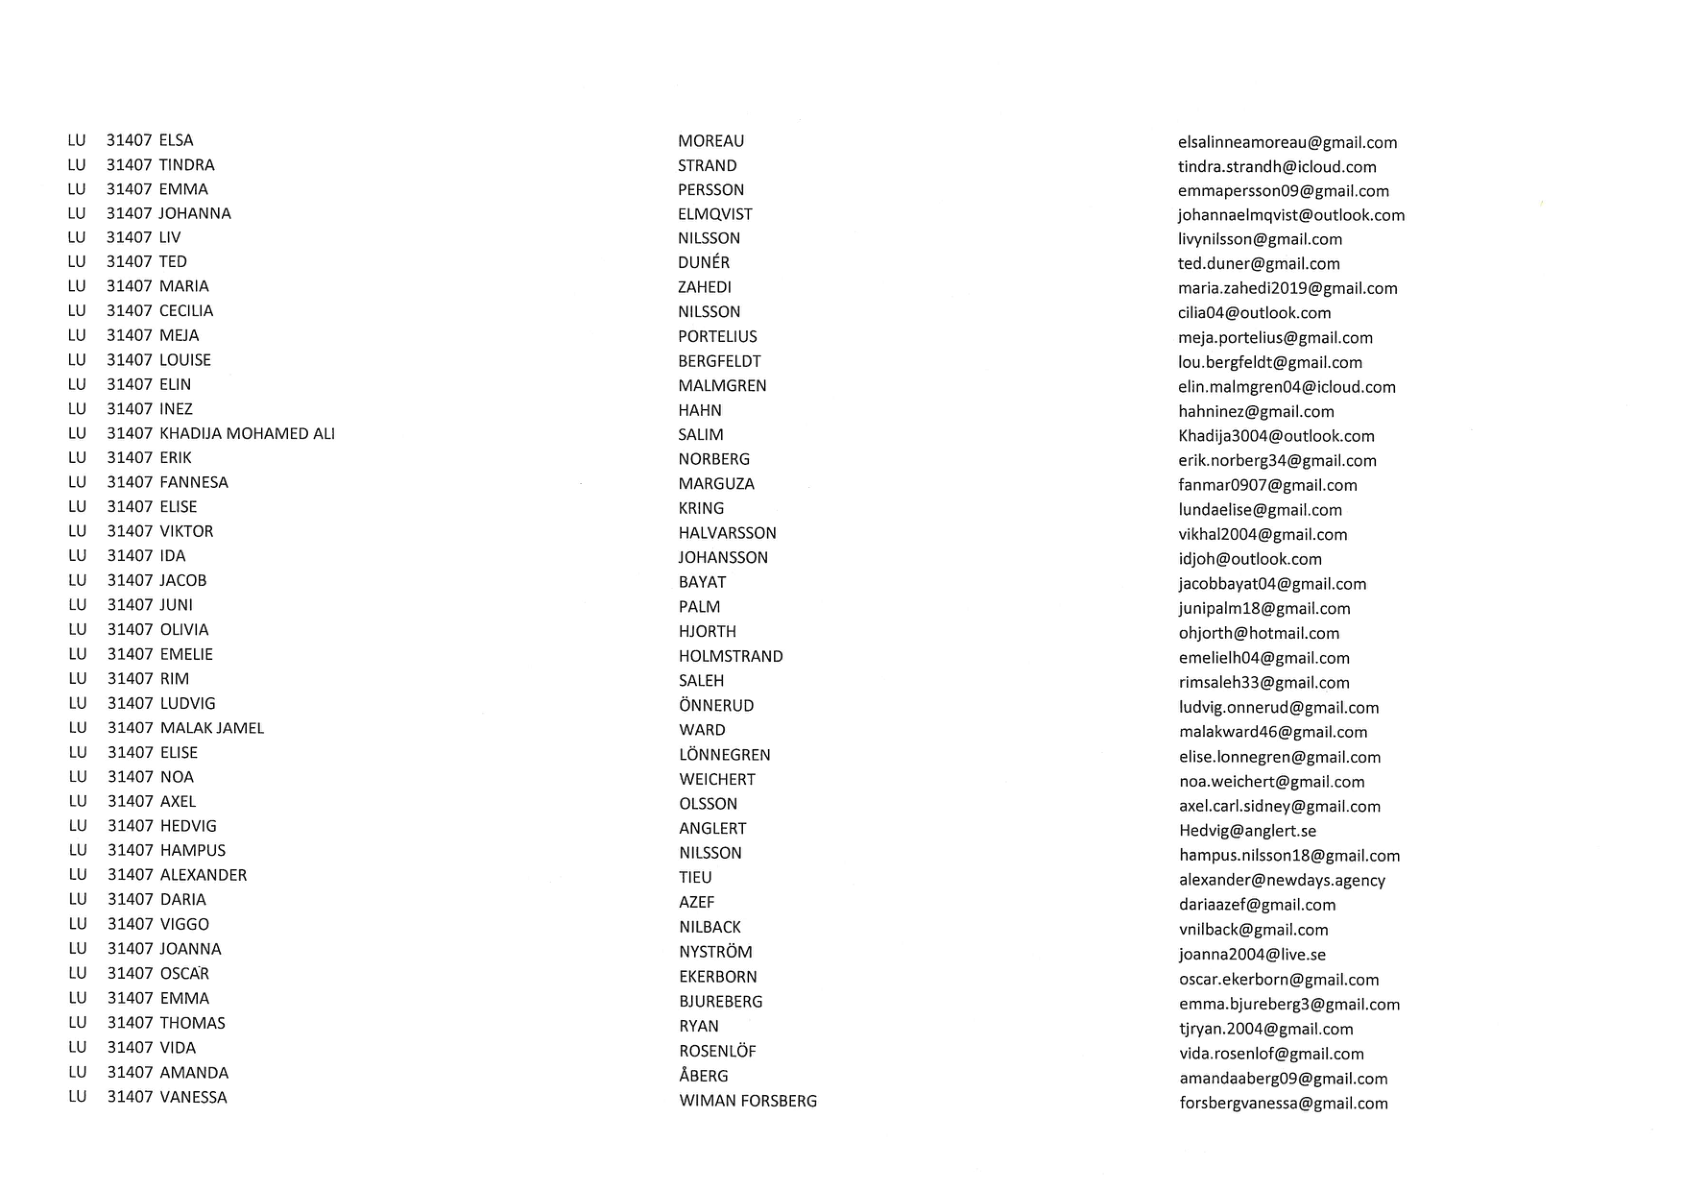 LU 31407 ELSA MOREAU elsalinneamoreau@gmail.com
LU 31407 TINDRA STRAND tindra.strandh@icloud.com
LU 31407 EMMA PERSSON emmapersson09@gmail.com
LU 31407 JOHANNA ELMQVIST johannaelmqvist@outlook.com
LU 31407 LIV NILSSON livynilsson@gmail.com
LU 31407 TED DUNÉR ted.duner@gmail.com
LU 31407 MARIA ZAHEDI maria.zahedi2019@gmail.com
LU 31407 CECILIA NILSSON cilia04@outlook.com
LU 31407 MEJA PORTELIUS meja.portelius@gmail.com
LU 31407 LOUISE BERGFELDT lou.bergfeldt@gmail.com
LU 31407 ELIN MALMGREN elin.malmgren04@icloud.com
LU 31407 INEZ HAHN hahninez@gmail.com
LU 31407 KHADIJA MOHAMED ALI SALIM Khadija3004@outlook.com
LU 31407 ERIK NORBERG erik.norberg34@gmail.com
LU 31407 FANNESA MARGUZA fanmar0907@gmail.com
LU 31407 ELISE KRING lundaelise@gmail.com
LU 31407 VIKTOR HALVARSSON vikhal2004@gmail.com
LU 31407 IDA JOHANSSON idjoh@outlook.com
LU 31407 JACOB BAYAT jacobbayat04@gmail.com
LU 31407 JUNI PALM junipalm18@gmail.com
LU 31407 OLIVIA HJORTH ohjorth@hotmail.com
LU 31407 EMELIE HOLMSTRAND emelielh04@gmail.com
LU 31407 RIM SALEH rimsaleh33@gmail.com
LU 31407 LUDVIG ÖNNERUD ludvig.onnerud@gmail.com
LU 31407 MALAK JAMEL WARD malakward46@gmail.com
LU 31407 ELISE LÖNNEGREN elise.lonnegren@gmail.com
LU 31407 NOA WEICHERT noa.weichert@gmail.com
LU 31407 AXEL OLSSON axel.carl.sidney@gmail.com
LU 31407 HEDVIG ANGLERT Hedvig@anglert.se
LU 31407 HAMPUS NILSSON hampus.nilsson18@gmail.com
LU 31407 ALEXANDER TIEU alexander@newdays.agency
LU 31407 DARIA AZEF dariaazef@gmail.com
LU 31407 VIGGO NILBACK vnilback@gmail.com
LU 31407 JOANNA NYSTRÖM joanna2004@live.se
LU 31407 OSCAR EKERBORN oscar.ekerborn@gmail.com
LU 31407 EMMA BJUREBERG emma.bjureberg3@gmail.com
LU 31407 THOMAS RYAN tjryan.2004@gmail.com
LU 31407 VIDA ROSENLÖF vida.rosenlof@gmail.com
LU 31407 AMANDA ÅBERG amandaaberg09@gmail.com
LU 31407 VANESSA WIMAN FORSBERG forsbergvanessa@gmail.com